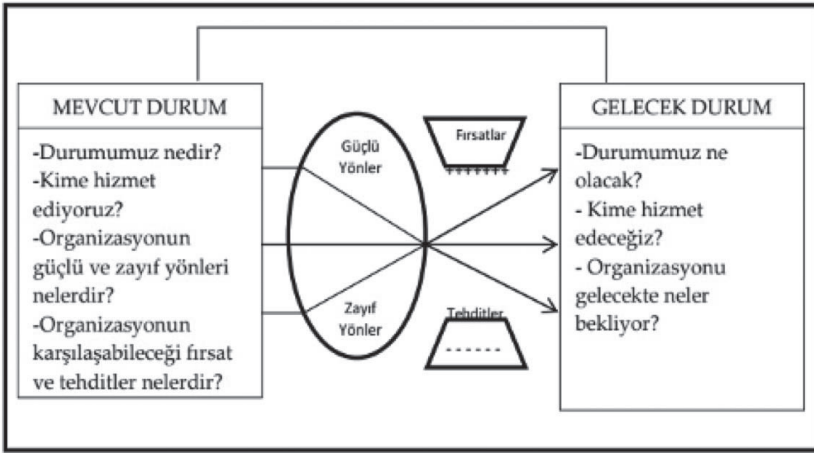 MEVCUT DURUM
-Durumumuz nedir?
-Kime hizmet
ediyoruz?
-Organizasyonun
güçlü ve zayıf yönleri
nelerdir?
-Organizasyonun
karşılaşabileceği fırsat
ve tehditler nelerdir?
Güçlü
Yönler
Zayıf
Yönler
Fırsatlar
+++++++
Tehditler
------
GELECEK DURUM
-Durumumuz ne
olacak?
- Kime hizmet
edeceğiz?
- Organizasyonu
gelecekte neler
bekliyor?